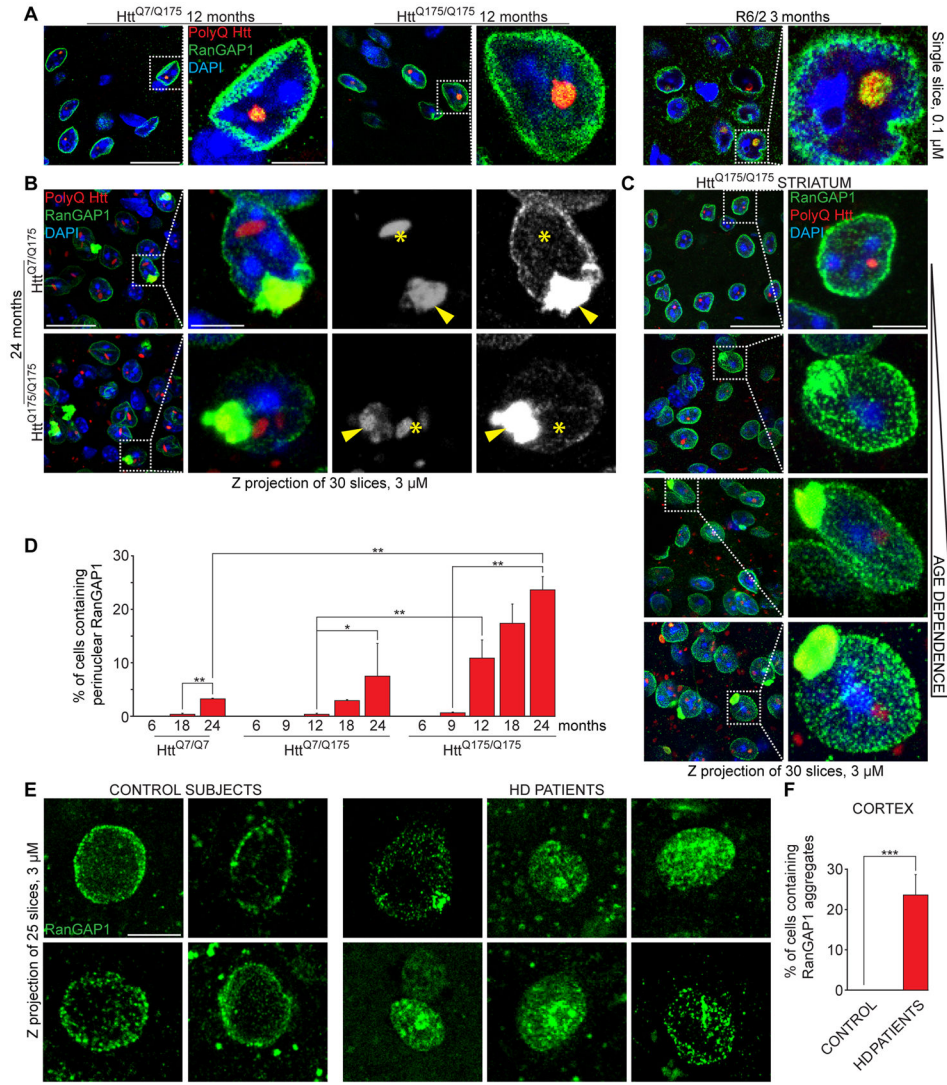 A
Htt^Q7/Q175 12 months
Htt^Q175/Q175 12 months
R6/2 3 months
PolyQ Htt
RanGAP1
DAPI
Single slice, 0.1 µM
B
PolyQ Htt
RanGAP1
DAPI
24 months
Htt^Q7/Q175
Htt^Q175/Q175
*
*
*
*
Z projection of 30 slices, 3 µM
C
Htt^Q175/Q175 STRIATUM
RanGAP1
PolyQ Htt
DAPI
AGE DEPENDENCE
Z projection of 30 slices, 3 µM
D
% of cells containing
perinuclear RanGAP1
30
20
10
0
**
**
**
*
**
6 18 24 6 9 12 18 24 6 9 12 18 24 months
Htt^Q7/Q7 Htt^Q7/Q175 Htt^Q175/Q175
E
CONTROL SUBJECTS
HD PATIENTS
Z projection of 25 slices, 3 µM
RanGAP1
F
CORTEX
% of cells containing
RanGAP1 aggregates
***
30
20
10
0
CONTROL
HD PATIENTS